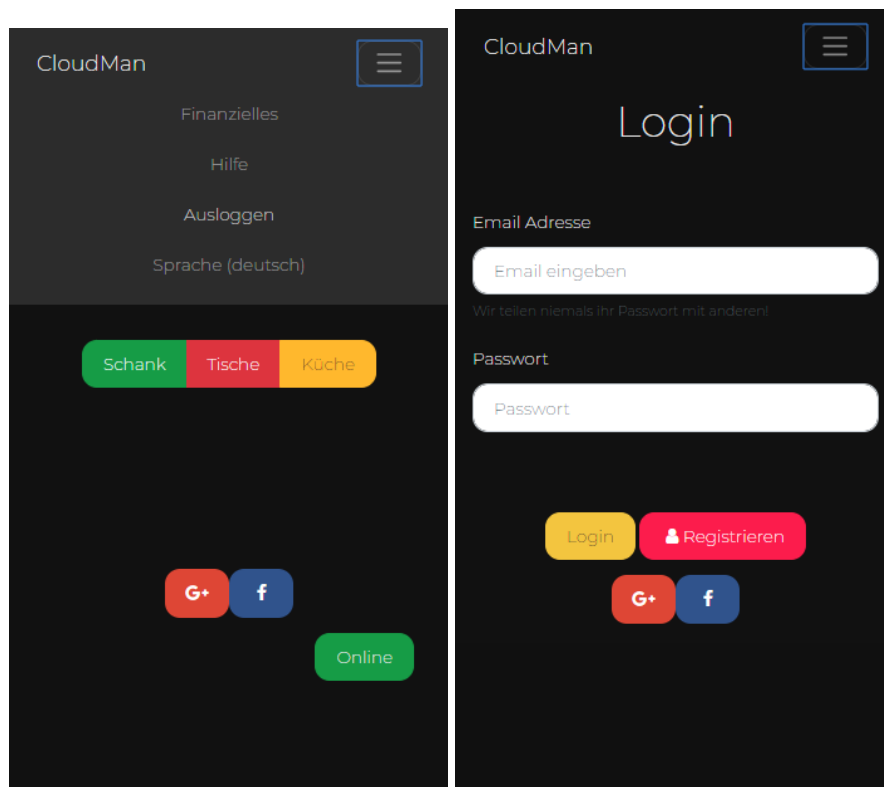 CloudMan
Finanzielles
Hilfe
Ausloggen
Sprache (deutsch)
Schank Tische Küche
G+ f
Online
CloudMan
Login
Email Adresse
Email eingeben
Wir teilen niemals ihr Passwort mit anderen!
Passwort
Passwort
Login Registrieren
G+ f